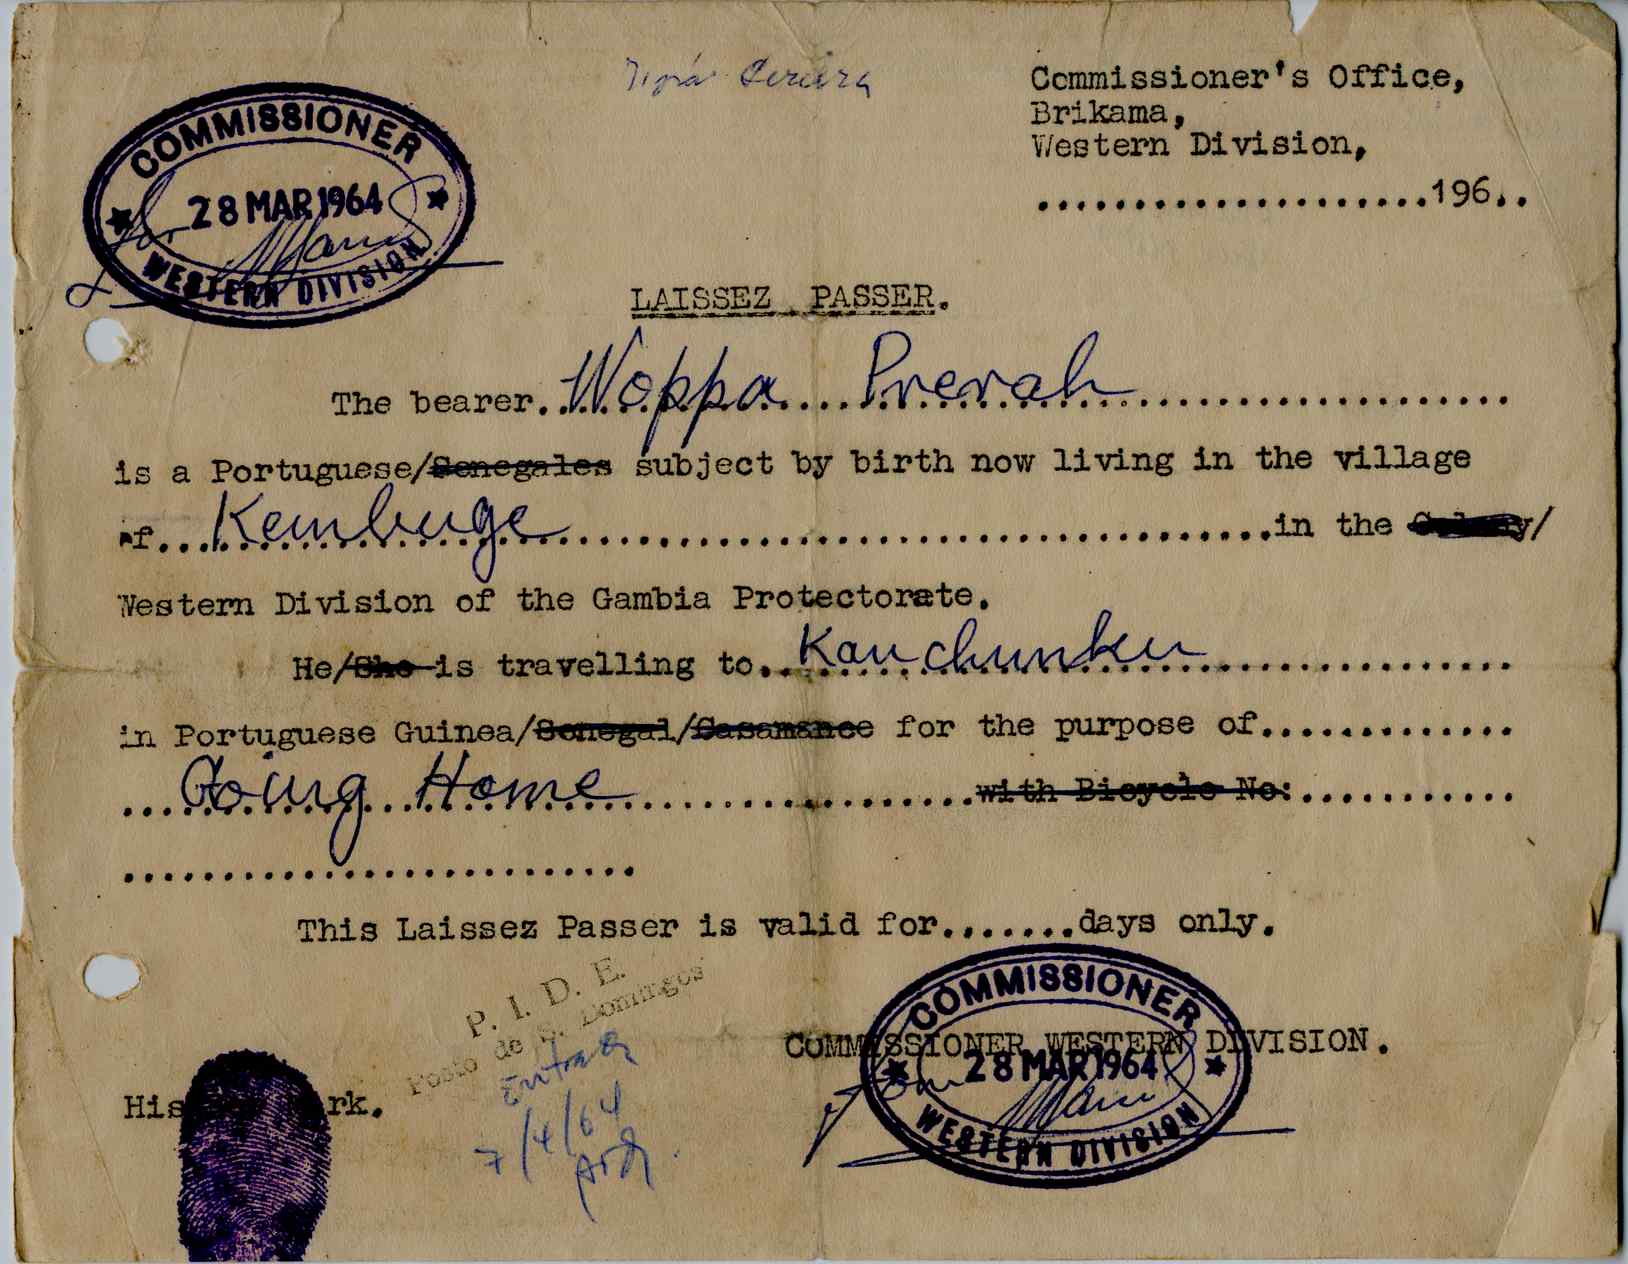 Pereira
Commissioner's Office,
Brikama,
Western Division,
.....................196..
COMMISSIONER
28 MAR 1964
WESTERN DIVISION
LAISSEZ PASSER.
The bearer. Woppa Prerah
is a Portuguese/Senegales subject by birth now living in the village
of... Kembuge ...in the Colony/
Western Division of the Gambia Protectorate.
He/She is travelling to.. Kanchunku
in Portuguese Guinea/Senegal/Casamance for the purpose of.............
... Going Home ...with Bicycle No:...........
...........................
This Laissez Passer is valid for.......days only.
P. I. D. E.
Posto de S. Domingos
Entrada
7/4/64
COMMISSIONER WESTERN DIVISION.
COMMISSIONER
for 28 MAR 1964
WESTERN DIVISION
His rk.